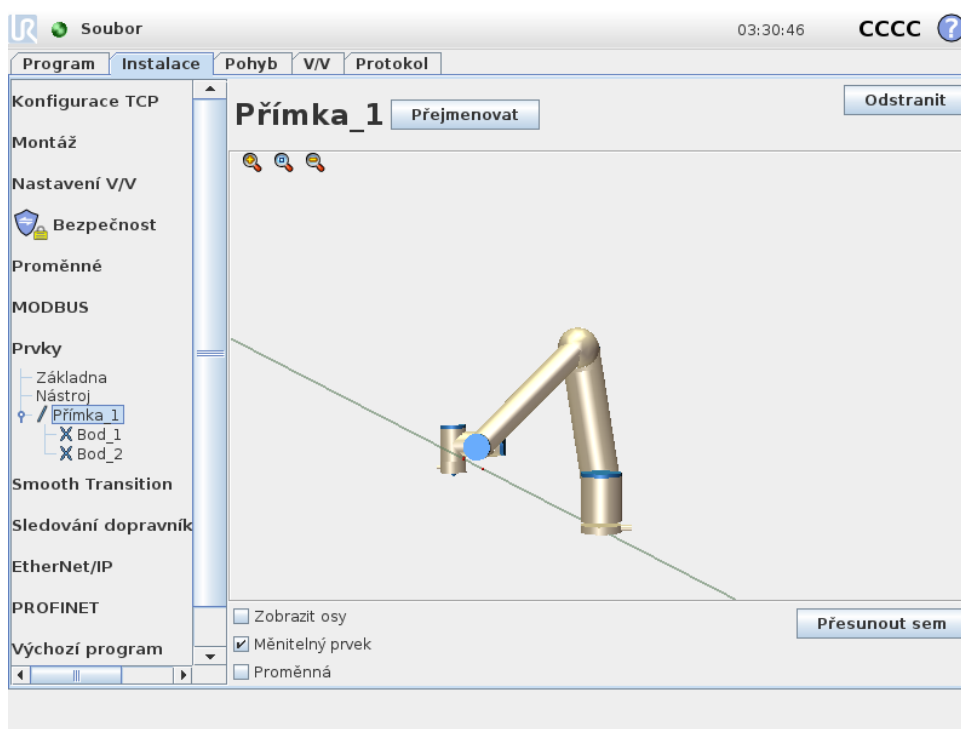 UR Soubor 03:30:46 CCCC ?
Program Instalace Pohyb V/V Protokol
Konfigurace TCP
Montáž
Nastavení V/V
Bezpečnost
Proměnné
MODBUS
Prvky
Základna
Nástroj
Přímka_1
Bod_1
Bod_2
Smooth Transition
Sledování dopravník
EtherNet/IP
PROFINET
Výchozí program
Přímka_1 Přejmenovat Odstranit
Zobrazit osy
Měnitelný prvek
Proměnná
Přesunout sem